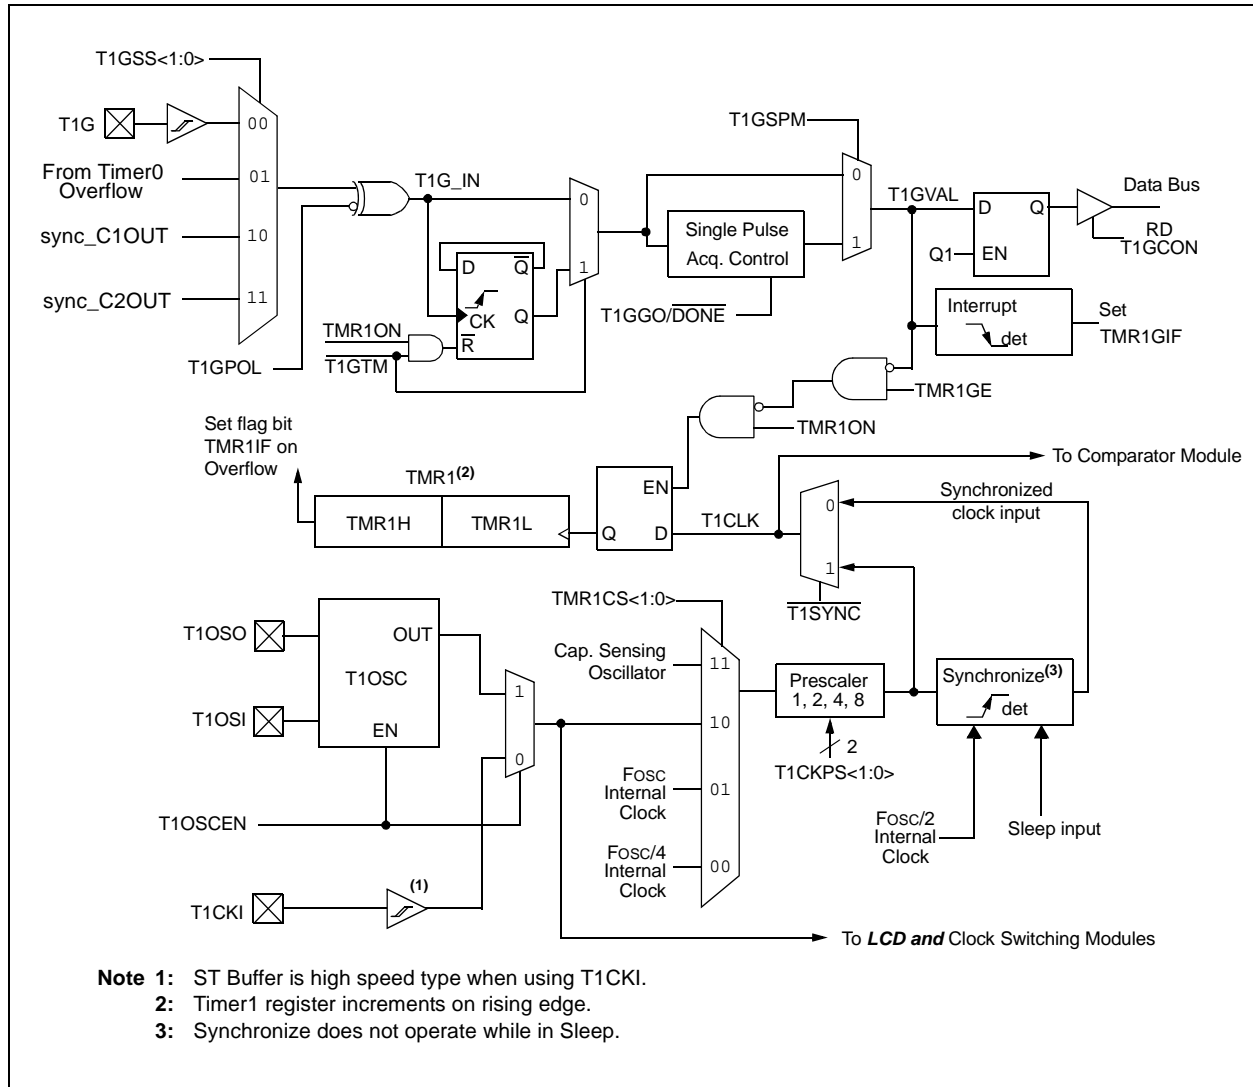 T1GSS<1:0>
T1G
00
From Timer0
Overflow
01
sync_C1OUT
10
sync_C2OUT
11
T1GPOL
T1G_IN
0
1
D
Q
CK
Q
R
TMR1ON
T1GTM
T1GSPM
0
1
Single Pulse
Acq. Control
T1GGO/DONE
T1GVAL
D
Q
Q1
EN
Data Bus
RD
T1GCON
Interrupt
det
Set
TMR1GIF
TMR1GE
TMR1ON
Set flag bit
TMR1IF on
Overflow
TMR1(2)
TMR1H
TMR1L
EN
Q
D
T1CLK
To Comparator Module
0
1
Synchronized
clock input
T1SYNC
TMR1CS<1:0>
T1OSO
OUT
T1OSC
T1OSI
EN
1
0
T1OSCEN
T1CKI
(1)
Cap. Sensing
Oscillator
11
10
FOSC
Internal
Clock
01
FOSC/4
Internal
Clock
00
Prescaler
1, 2, 4, 8
2
T1CKPS<1:0>
Synchronize(3)
det
FOSC/2
Internal
Clock
Sleep input
To LCD and Clock Switching Modules
Note 1: ST Buffer is high speed type when using T1CKI.
2: Timer1 register increments on rising edge.
3: Synchronize does not operate while in Sleep.